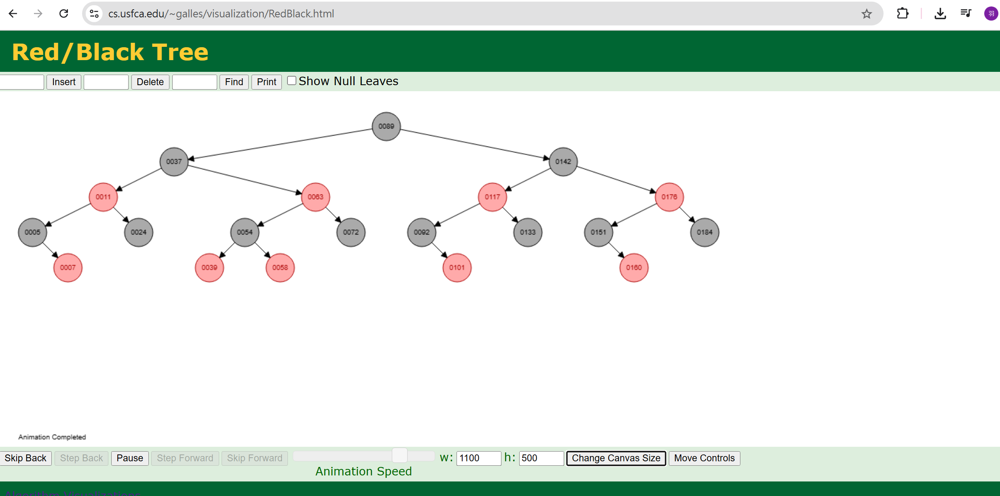 cs.usfca.edu/~galles/visualization/RedBlack.html
羽
Red/Black Tree
Insert Delete Find Print Show Null Leaves
0089
0037 0142
0011 0063 0117 0176
0005 0024 0054 0072 0092 0133 0151 0184
0007 0039 0058 0101 0160
Animation Completed
Skip Back Step Back Pause Step Forward Skip Forward w: 1100 h: 500 Change Canvas Size Move Controls
Animation Speed
Algorithm Visualizations